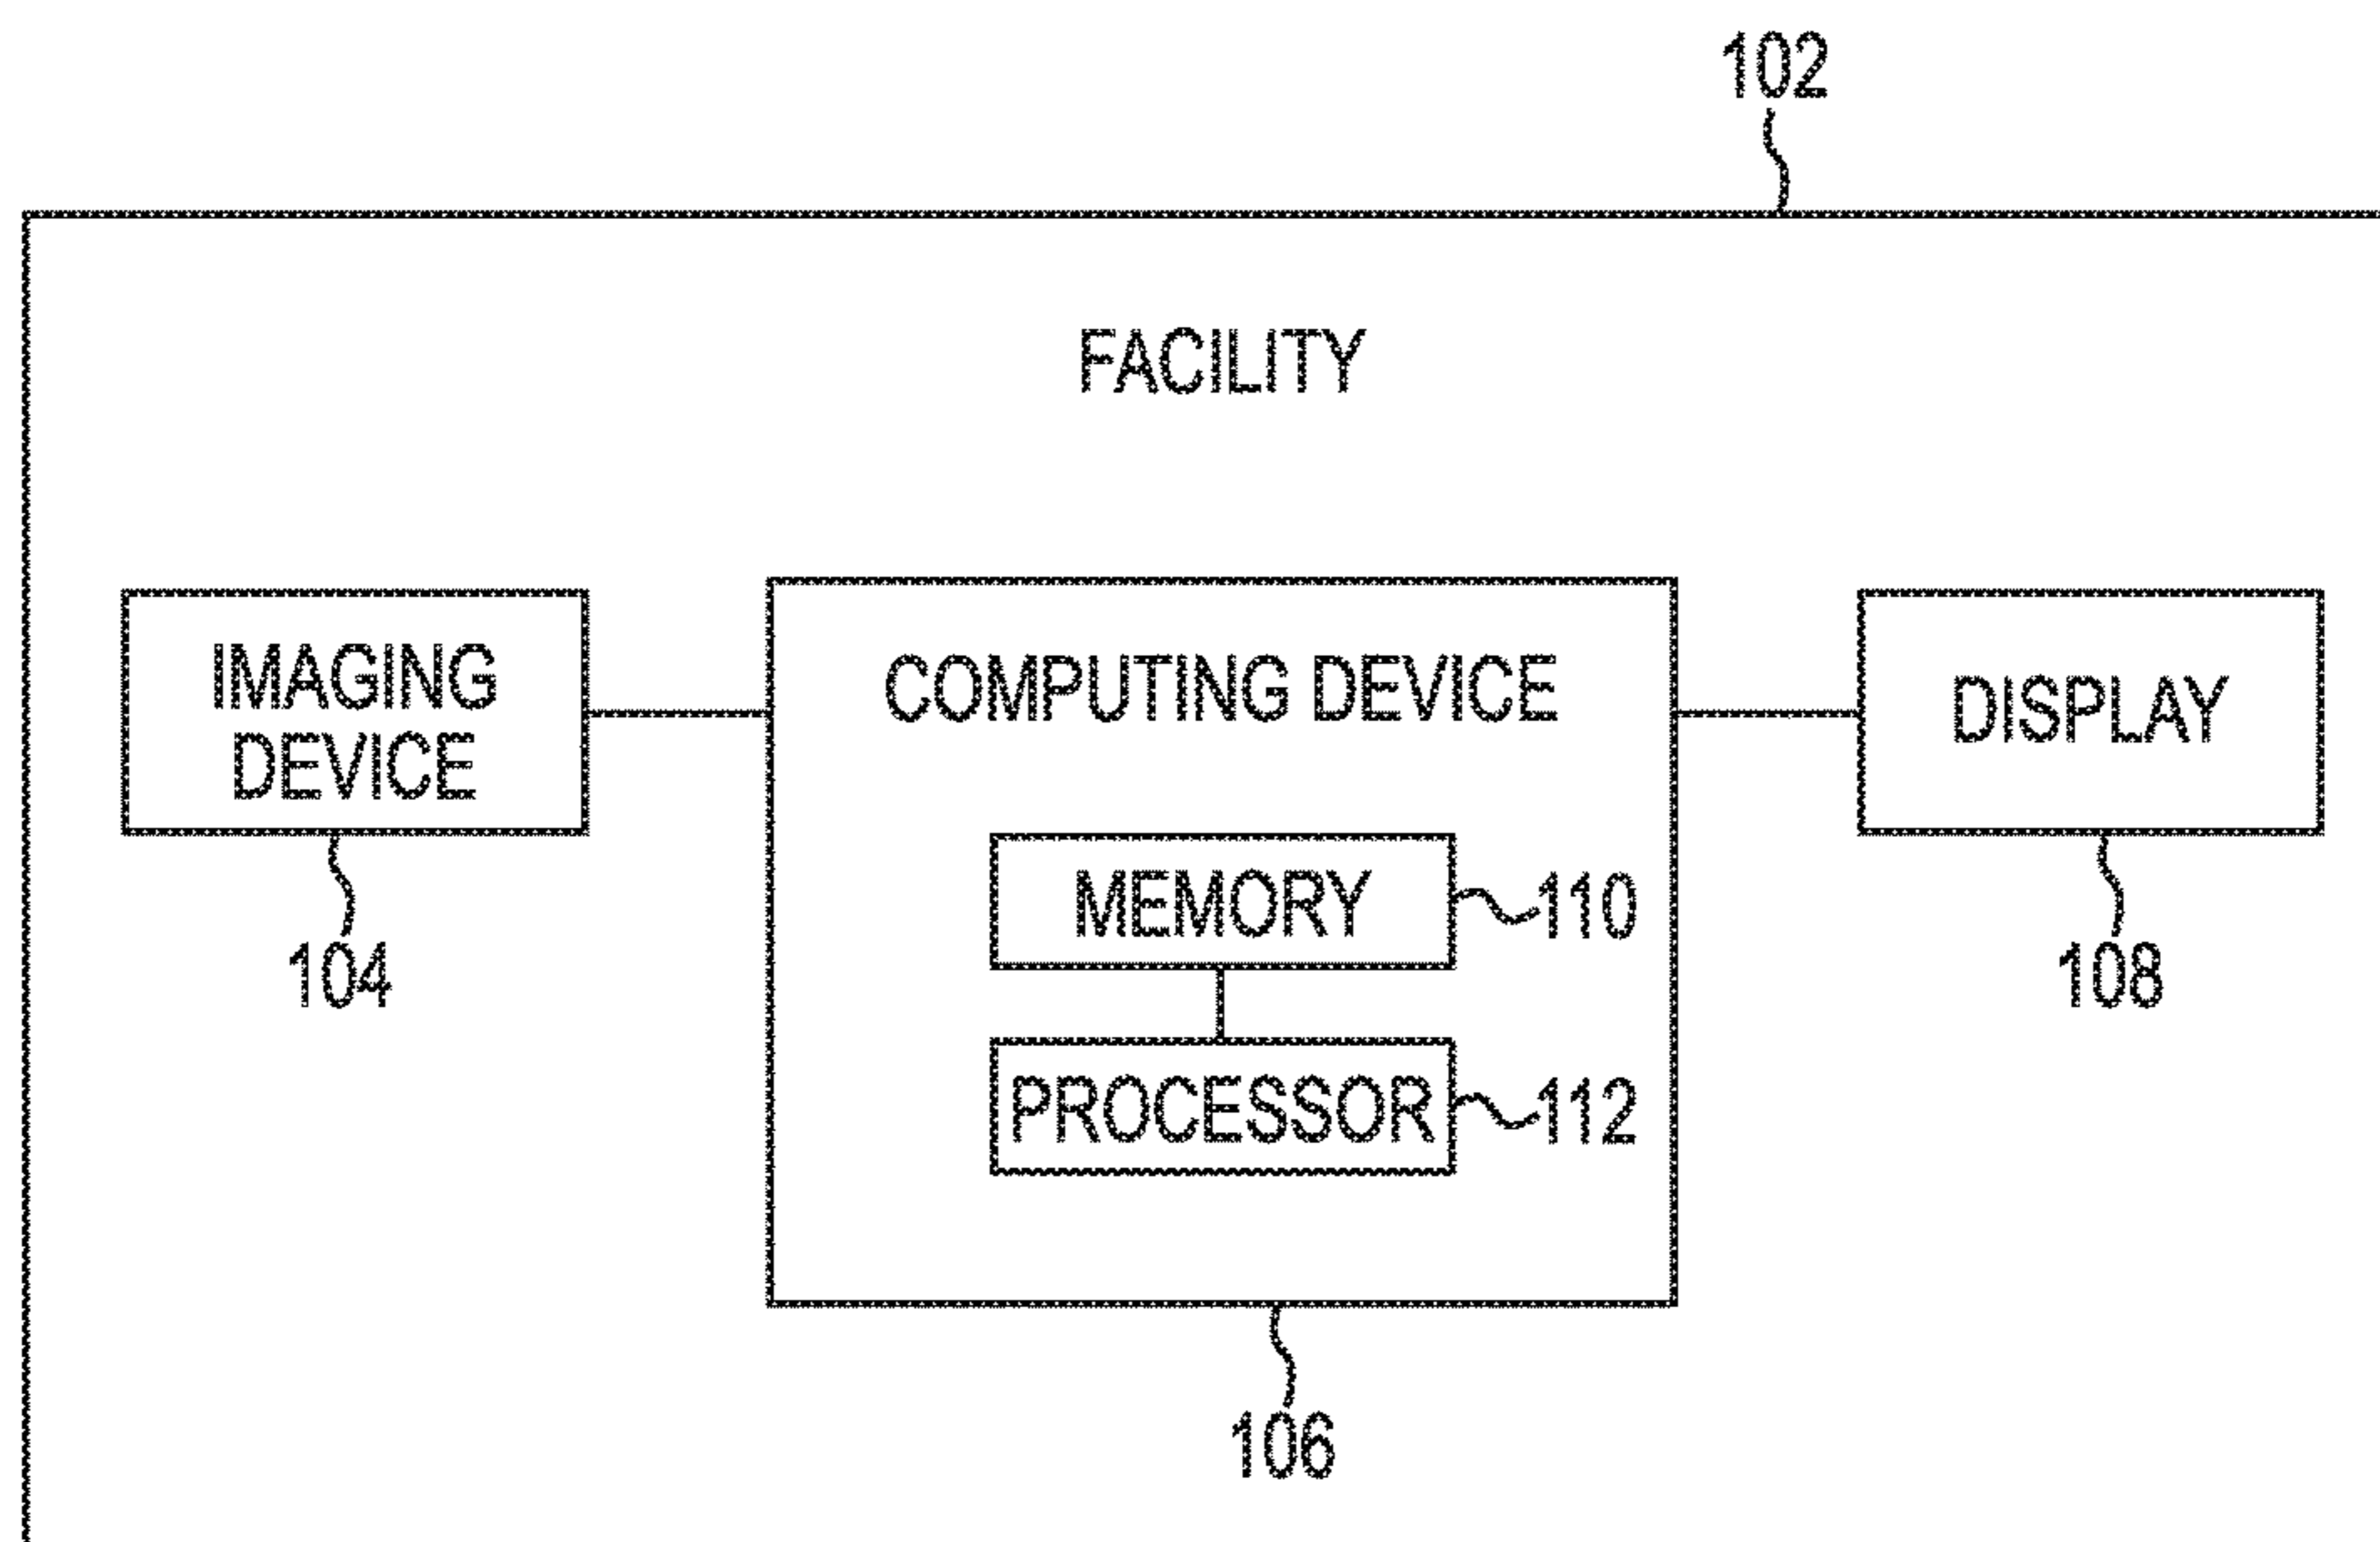 102
FACILITY
IMAGING
DEVICE
104
COMPUTING DEVICE
MEMORY
110
PROCESSOR
112
106
DISPLAY
108